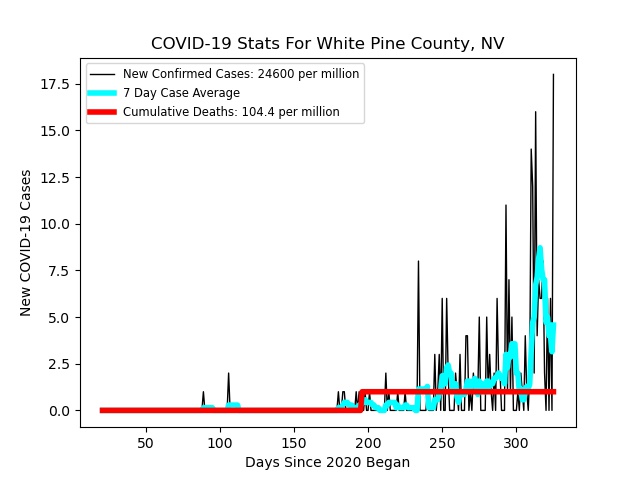 COVID-19 Stats For White Pine County, NV
New Confirmed Cases: 24600 per million
7 Day Case Average
Cumulative Deaths: 104.4 per million
New COVID-19 Cases
17.5
15.0
12.5
10.0
7.5
5.0
2.5
0.0
50 100 150 200 250 300
Days Since 2020 Began